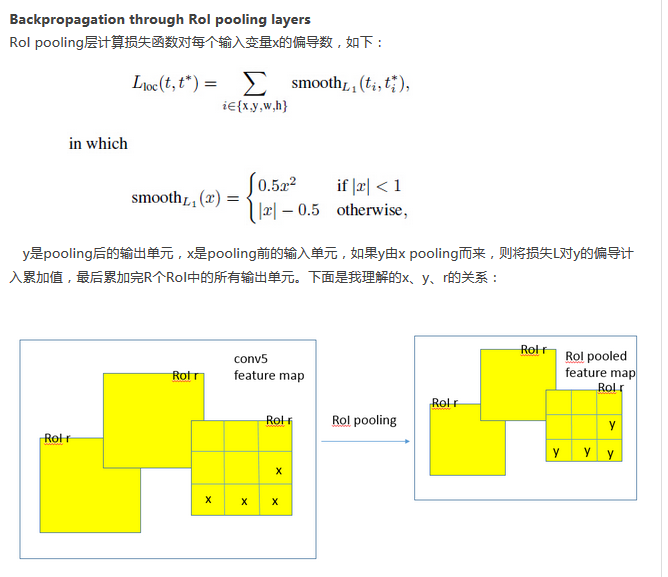 Backpropagation through RoI pooling layers
RoI pooling层计算损失函数对每个输入变量x的偏导数，如下：
L_loc(t, t*) = ∑_{i∈{x,y,w,h}} smooth_{L1}(t_i, t_i*),
in which
smooth_{L1}(x) = { 0.5x² if |x| < 1
|x| − 0.5 otherwise,
y是pooling后的输出单元，x是pooling前的输入单元，如果y由x pooling而来，则将损失L对y的偏导计
入累加值，最后累加完R个RoI中的所有输出单元。下面是我理解的x、y、r的关系：
conv5
feature map
RoI r
RoI r
RoI r
x
x x x
RoI pooling
RoI r
RoI pooled
feature map
RoI r
RoI r
y
y y y